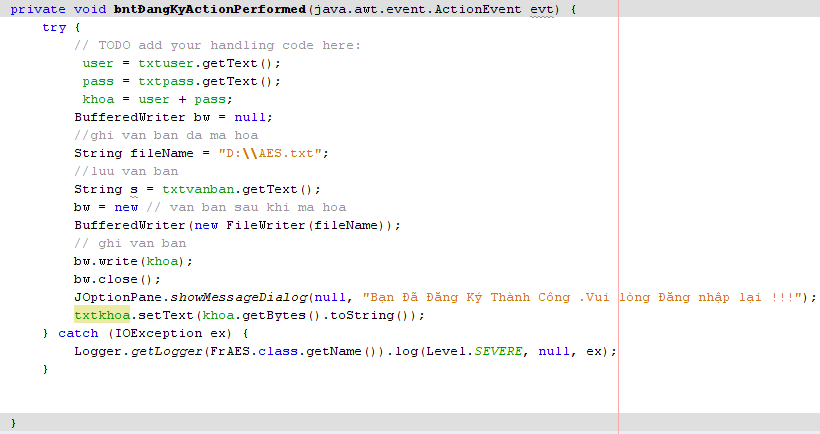 private void bntĐangKyActionPerformed(java.awt.event.ActionEvent evt) {
try {
// TODO add your handling code here:
user = txtuser.getText();
pass = txtpass.getText();
khoa = user + pass;
BufferedWriter bw = null;
//ghi van ban da ma hoa
String fileName = "D:\\AES.txt";
//luu van ban
String s = txtvanban.getText();
bw = new // van ban sau khi ma hoa
BufferedWriter(new FileWriter(fileName));
// ghi van ban
bw.write(khoa);
bw.close();
JOptionPane.showMessageDialog(null, "Bạn Đã Đăng Ký Thành Công .Vui lòng Đăng nhập lại !!!");
txtkhoa.setText(khoa.getBytes().toString());
} catch (IOException ex) {
Logger.getLogger(FrAES.class.getName()).log(Level.SEVERE, null, ex);
}
}